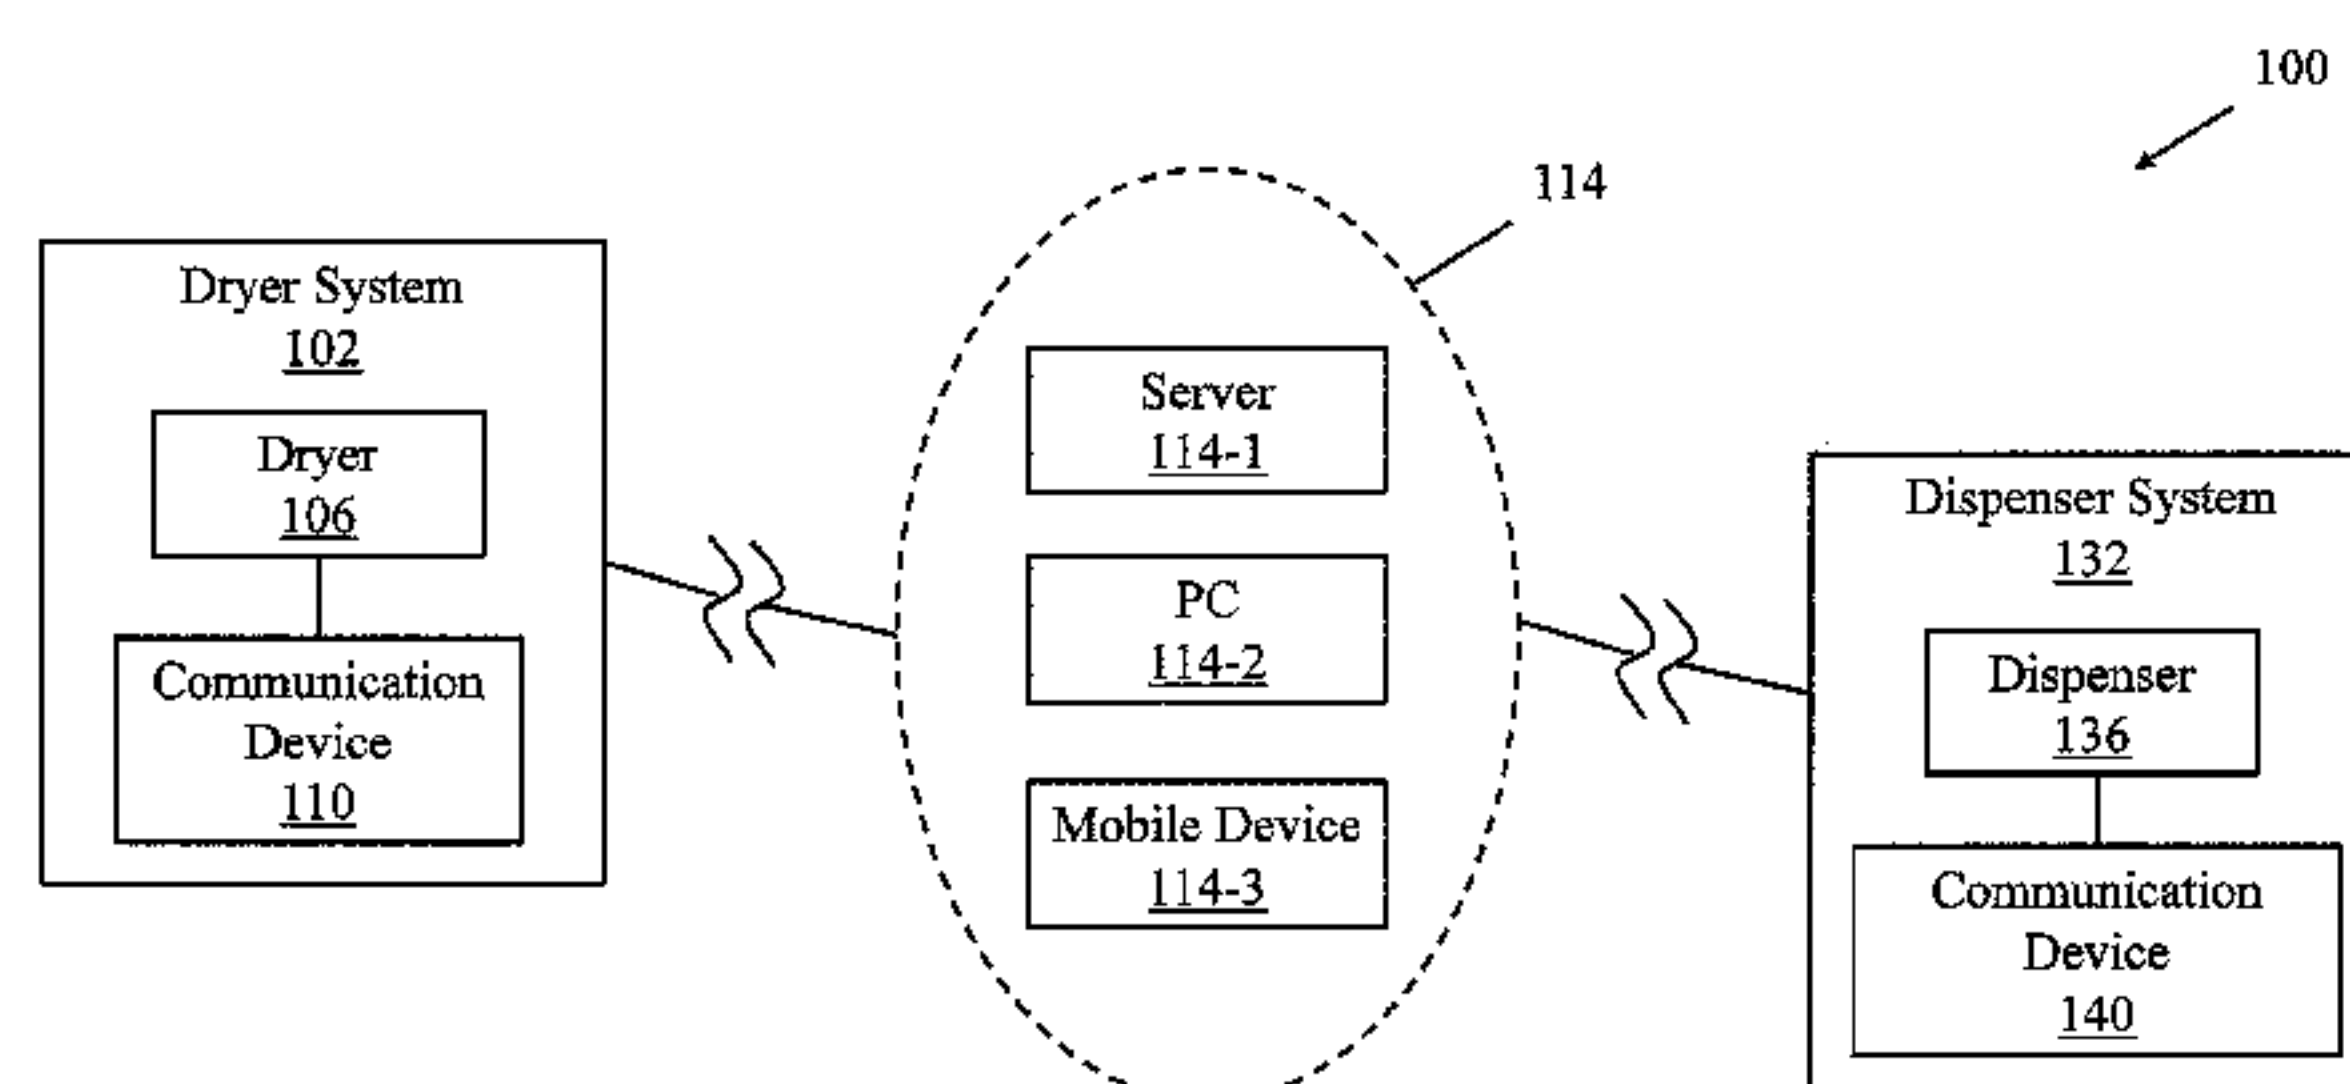 100
114
Dryer System
102
Dryer
106
Communication
Device
110
Server
114-1
PC
114-2
Mobile Device
114-3
Dispenser System
132
Dispenser
136
Communication
Device
140